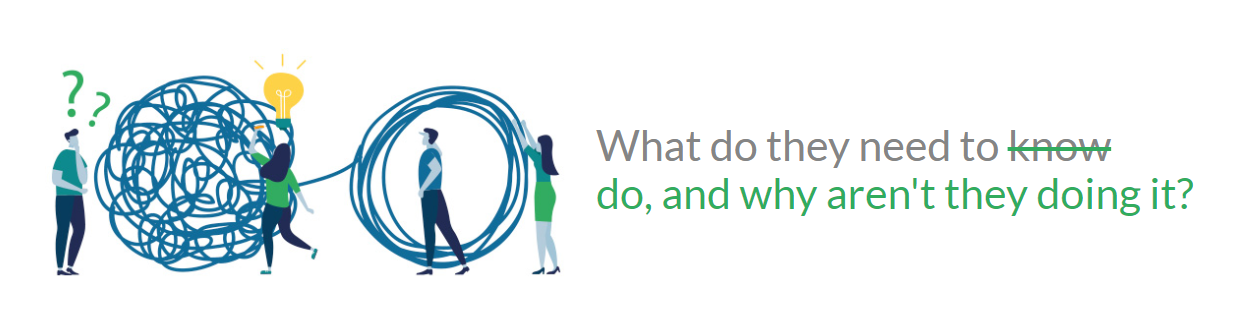 ? ?
What do they need to know
do, and why aren't they doing it?